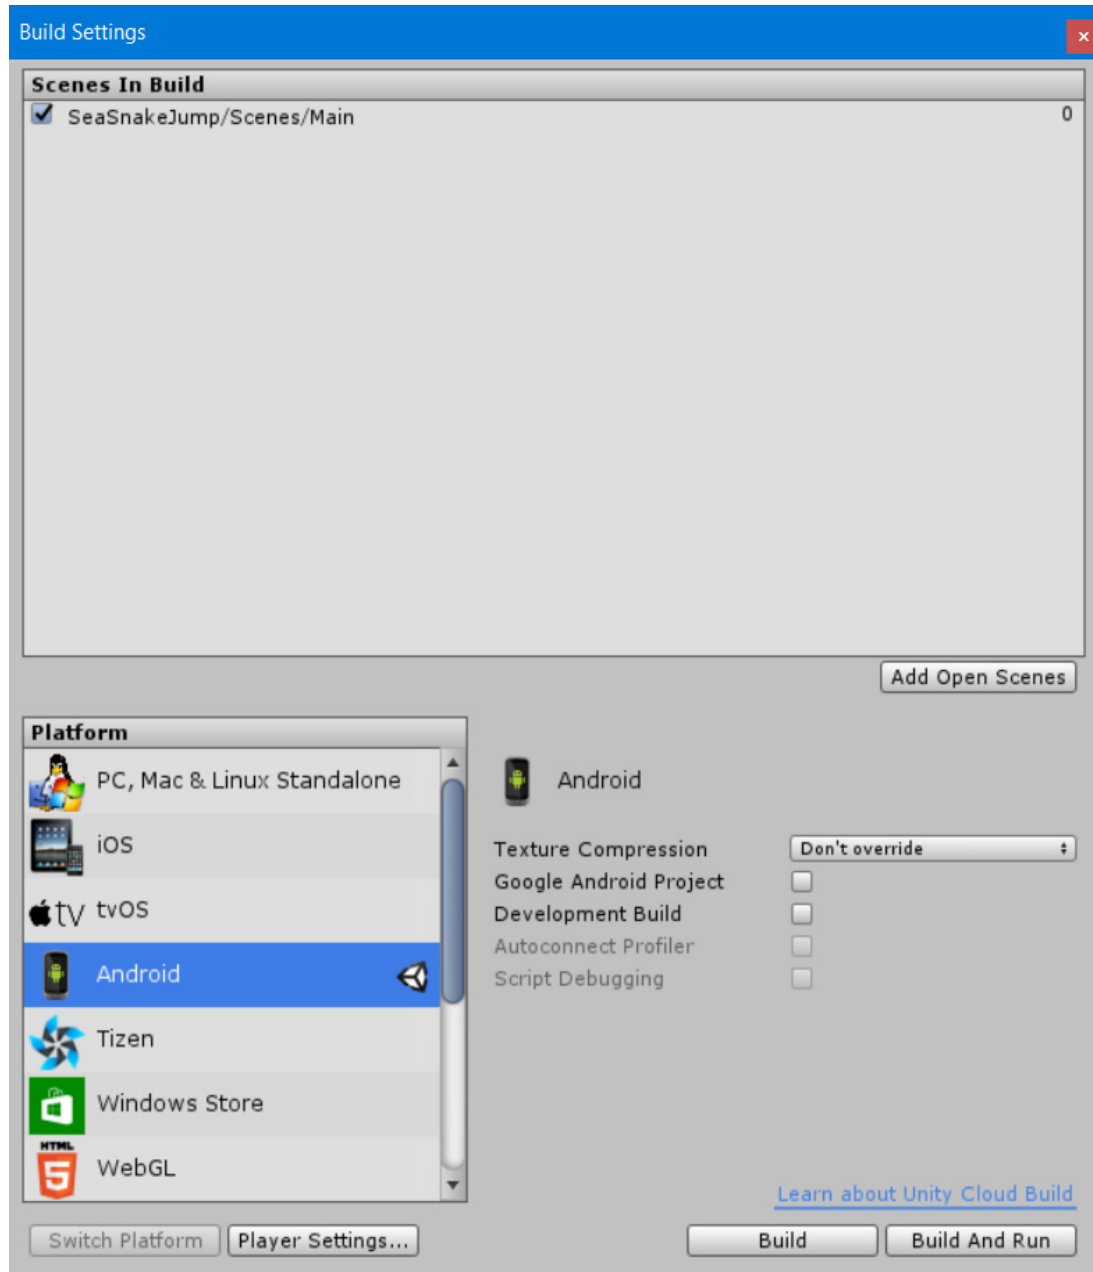 Build Settings
x
Scenes In Build
SeaSnakeJump/Scenes/Main 0
Add Open Scenes
Platform
PC, Mac & Linux Standalone
iOS
tv tvOS
Android
Tizen
Windows Store
HTML
5 WebGL
Android
Texture Compression Don't override
Google Android Project
Development Build
Autoconnect Profiler
Script Debugging
Learn about Unity Cloud Build
Switch Platform Player Settings... Build Build And Run